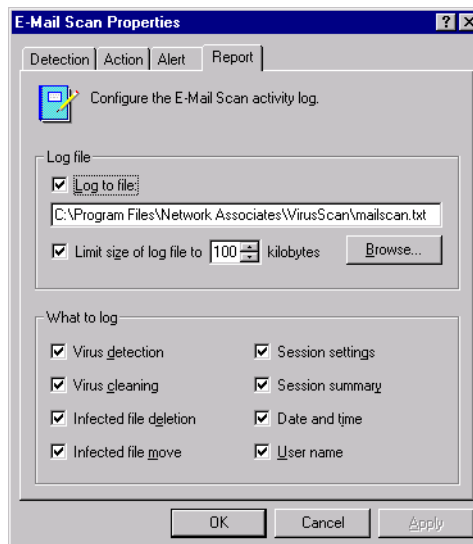 E-Mail Scan Properties
Detection Action Alert Report
Configure the E-Mail Scan activity log.
Log file
Log to file:
C:\Program Files\Network Associates\VirusScan\mailscan.txt
Limit size of log file to 100 kilobytes Browse...
What to log
Virus detection Session settings
Virus cleaning Session summary
Infected file deletion Date and time
Infected file move User name
OK Cancel Apply